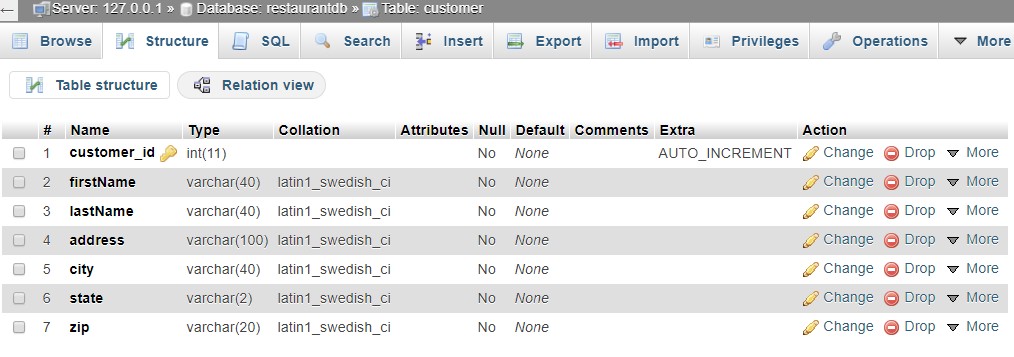 Server: 127.0.0.1 » Database: restaurantdb » Table: customer
Browse Structure SQL Search Insert Export Import Privileges Operations More
Table structure Relation view
# Name Type Collation Attributes Null Default Comments Extra Action
1 customer_id int(11) No None AUTO_INCREMENT Change Drop More
2 firstName varchar(40) latin1_swedish_ci No None Change Drop More
3 lastName varchar(40) latin1_swedish_ci No None Change Drop More
4 address varchar(100) latin1_swedish_ci No None Change Drop More
5 city varchar(40) latin1_swedish_ci No None Change Drop More
6 state varchar(2) latin1_swedish_ci No None Change Drop More
7 zip varchar(20) latin1_swedish_ci No None Change Drop More